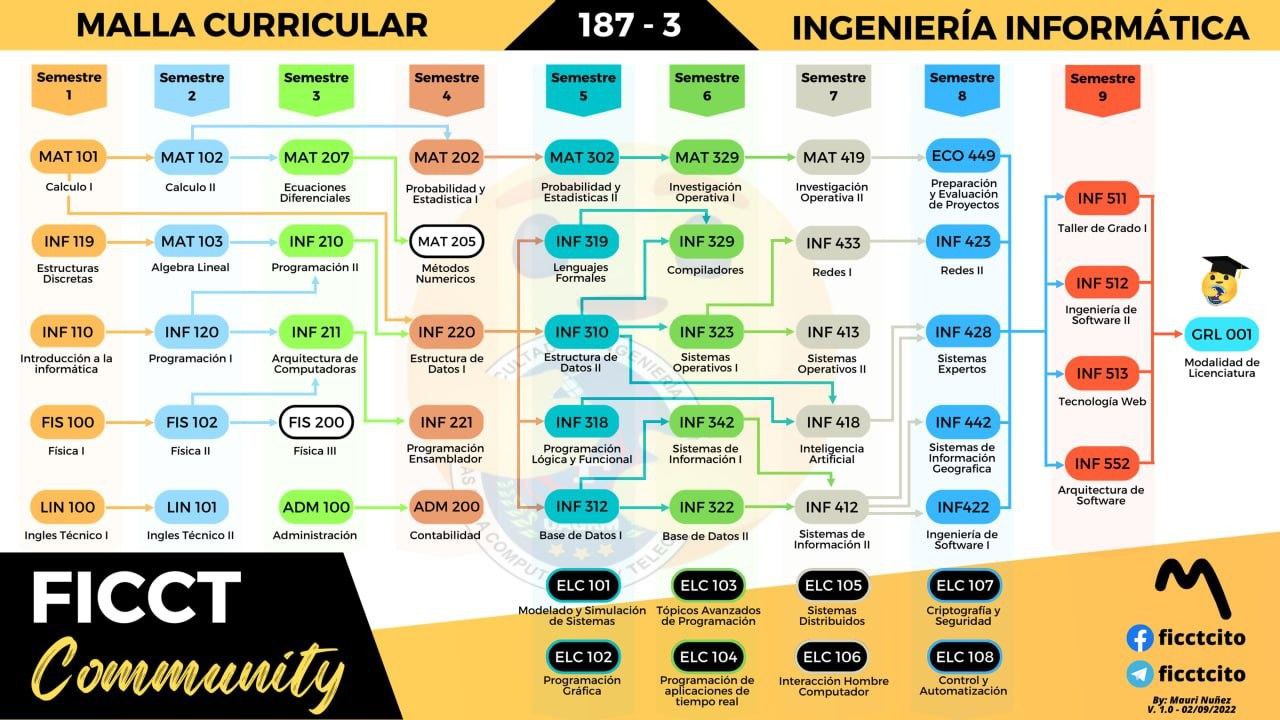 MALLA CURRICULAR
187 - 3
INGENIERÍA INFORMÁTICA
Semestre
1
Semestre
2
Semestre
3
Semestre
4
Semestre
5
Semestre
6
Semestre
7
Semestre
8
Semestre
9
MAT 101
Calculo I
MAT 102
Calculo II
MAT 207
Ecuaciones
Diferenciales
MAT 202
Probabilidad y
Estadistica I
MAT 302
Probabilidad y
Estadisticas II
MAT 329
Investigación
Operativa I
MAT 419
Investigación
Operativa II
ECO 449
Preparación
y Evaluación
de Proyectos
INF 511
Taller de Grado I
INF 119
Estructuras
Discretas
MAT 103
Algebra Lineal
INF 210
Programación II
MAT 205
Métodos
Numericos
INF 319
Lenguajes
Formales
INF 329
Compiladores
INF 433
Redes I
INF 423
Redes II
INF 512
Ingeniería de
Software II
INF 110
Introducción a la
informática
INF 120
Programación I
INF 211
Arquitectura de
Computadoras
INF 220
Estructura de
Datos I
INF 310
Estructura de
Datos II
INF 323
Sistemas
Operativos I
INF 413
Sistemas
Operativos II
INF 428
Sistemas
Expertos
INF 513
Tecnología Web
GRL 001
Modalidad de
Licenciatura
FIS 100
Física I
FIS 102
Física II
FIS 200
Física III
INF 221
Programación
Ensamblador
INF 318
Programación
Lógica y Funcional
INF 342
Sistemas de
Información I
INF 418
Inteligencia
Artificial
INF 442
Sistemas de
Información
Geografica
INF 552
Arquitectura de
Software
LIN 100
Ingles Técnico I
LIN 101
Ingles Técnico II
ADM 100
Administración
ADM 200
Contabilidad
INF 312
Base de Datos I
INF 322
Base de Datos II
INF 412
Sistemas de
Información II
INF422
Ingeniería de
Software I
ELC 101
Modelado y Simulación
de Sistemas
ELC 103
Tópicos Avanzados
de Programación
ELC 105
Sistemas
Distribuidos
ELC 107
Criptografía y
Seguridad
ELC 102
Programación
Gráfica
ELC 104
Programación de
aplicaciones de
tiempo real
ELC 106
Interacción Hombre
Computador
ELC 108
Control y
Automatización
FICCT
Community
ficctcito
ficctcito
By: Mauri Nuñez
V. 1.0 - 02/09/2022